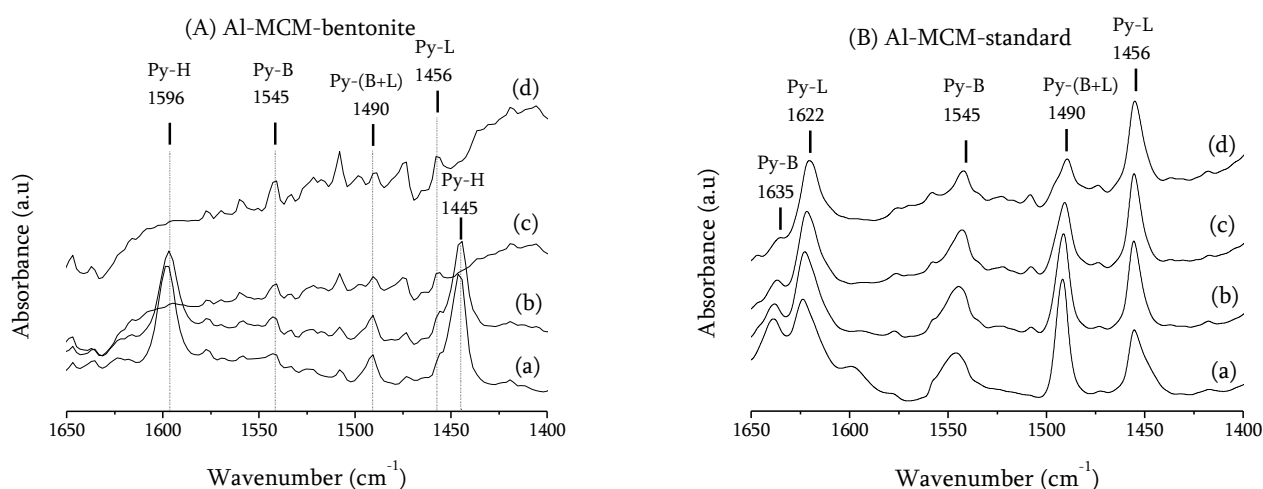 (A) Al-MCM-bentonite
Py-H
1596
Py-B
1545
Py-(B+L)
1490
Py-L
1456
(d)
Py-H
1445
(c)
(b)
(a)
Absorbance (a.u)
1650 1600 1550 1500 1450 1400
Wavenumber (cm⁻¹)
(B) Al-MCM-standard
Py-B
1635
Py-L
1622
Py-B
1545
Py-(B+L)
1490
Py-L
1456
(d)
(c)
(b)
(a)
Absorbance (a.u)
1650 1600 1550 1500 1450 1400
Wavenumber (cm⁻¹)